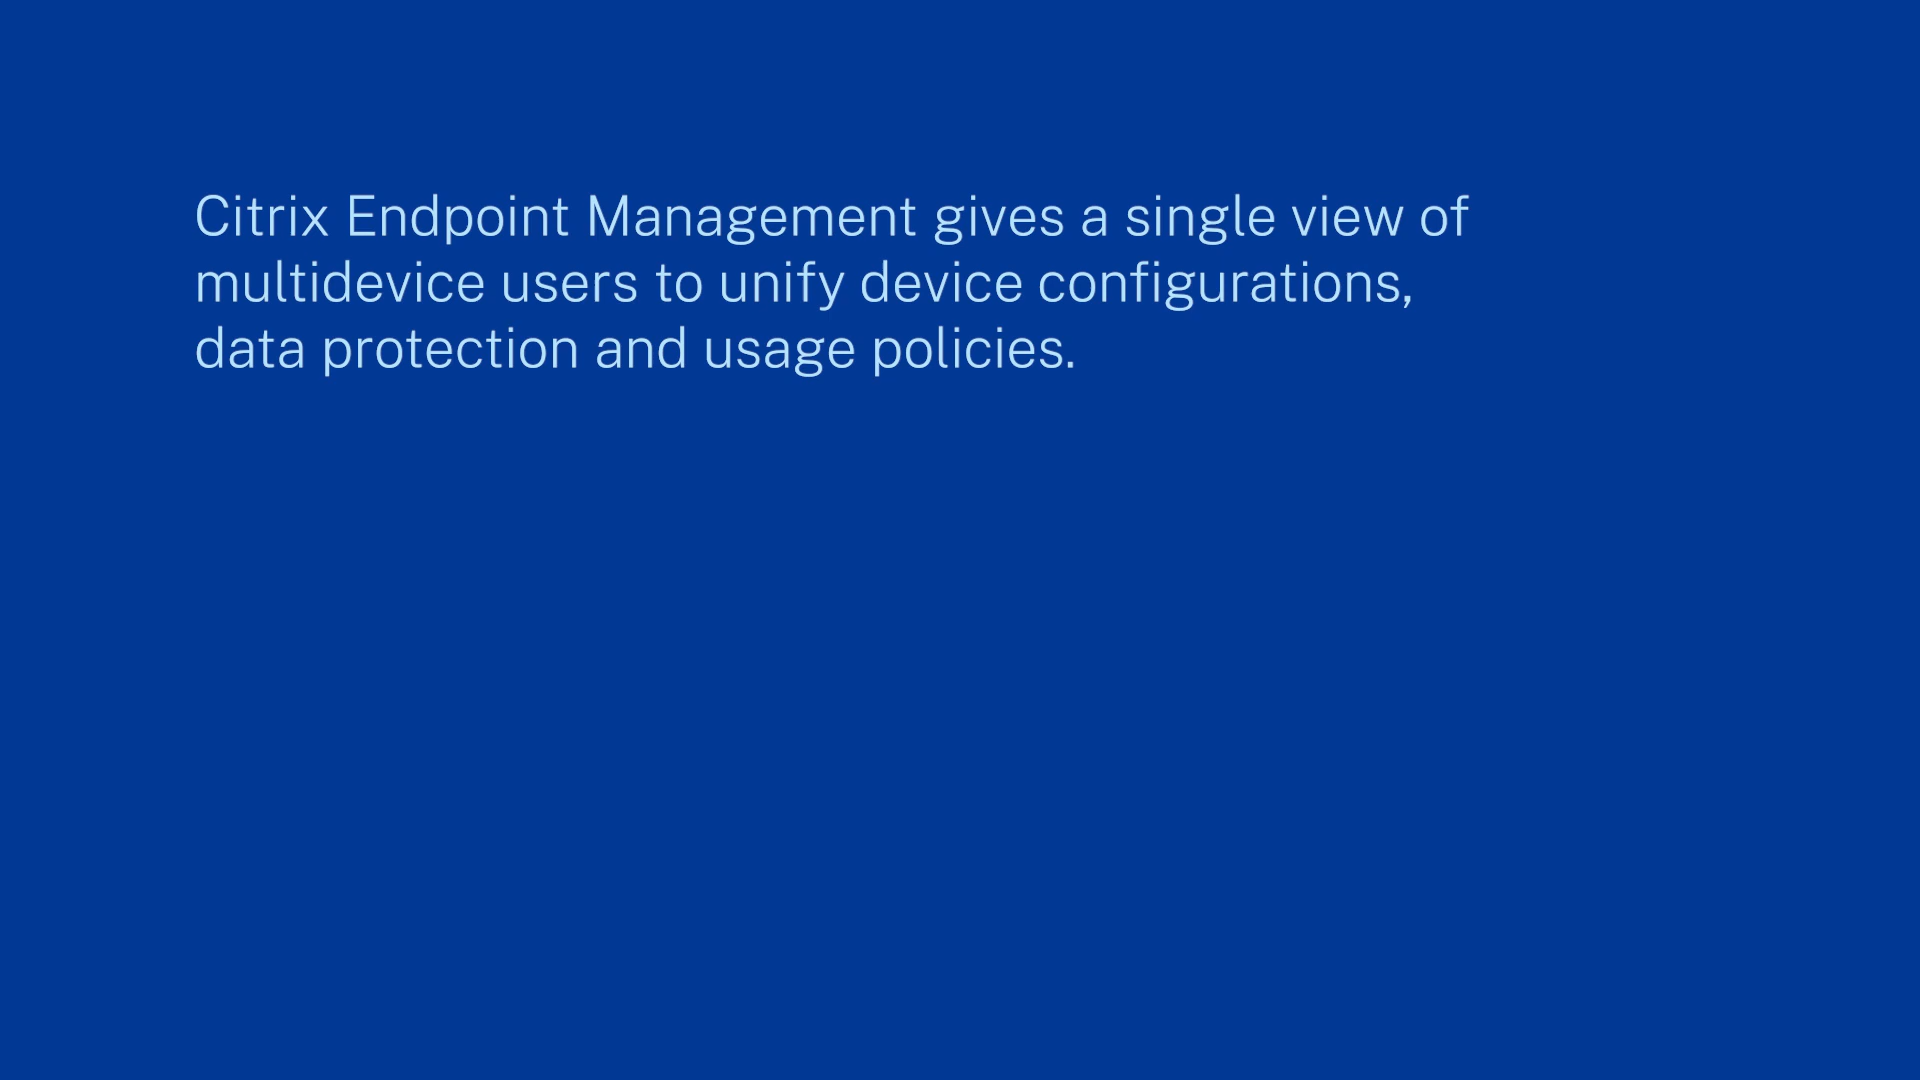 Citrix Endpoint Management gives a single view of
multidevice users to unify device configurations,
data protection and usage policies.